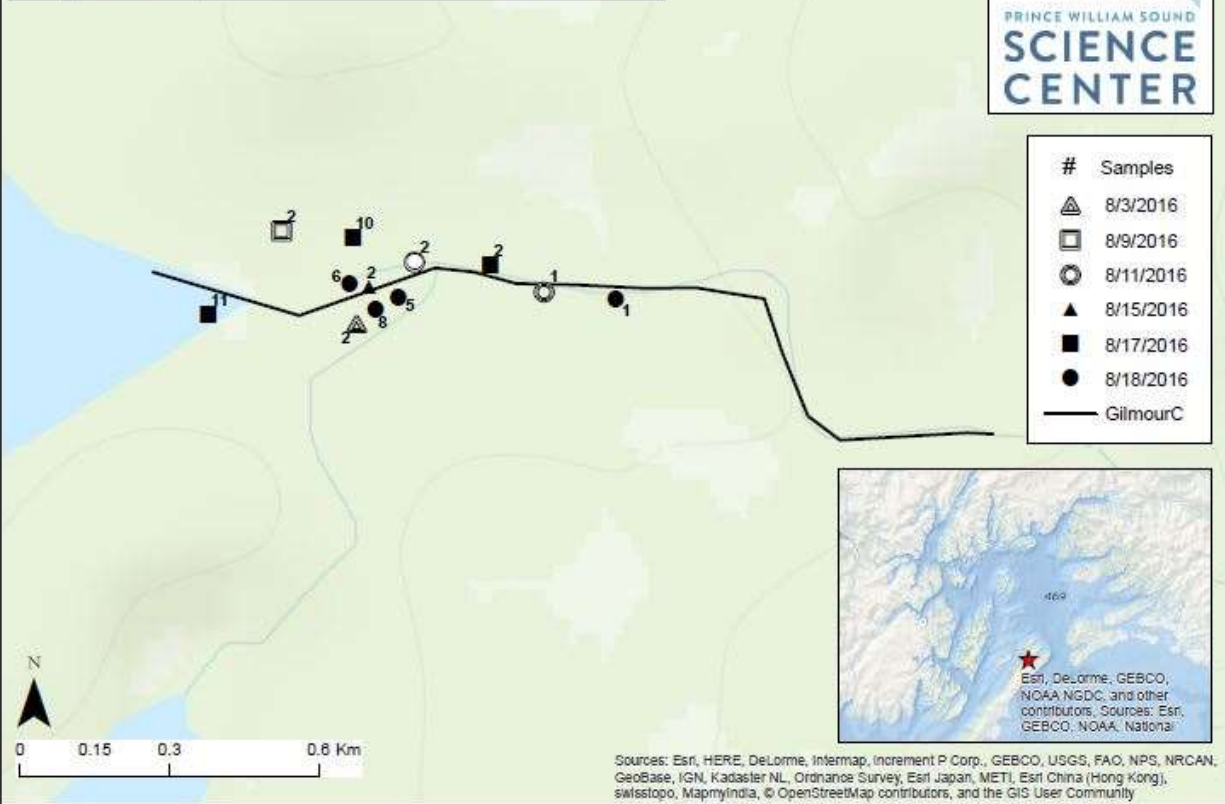 PRINCE WILLIAM SOUND
SCIENCE
CENTER
# Samples
8/3/2016
8/9/2016
8/11/2016
8/15/2016
8/17/2016
8/18/2016
GilmourC
2
10
2
2
6
2
1
11
5
8
1
2
469
Esri, DeLorme, GEBCO,
NOAA NGDC, and other
contributors, Sources: Esri,
GEBCO, NOAA, National
N
0 0.15 0.3 0.6 Km
Sources: Esri, HERE, DeLorme, Intermap, increment P Corp., GEBCO, USGS, FAO, NPS, NRCAN,
GeoBase, IGN, Kadaster NL, Ordnance Survey, Esri Japan, METI, Esri China (Hong Kong),
swisstopo, MapmyIndia, © OpenStreetMap contributors, and the GIS User Community